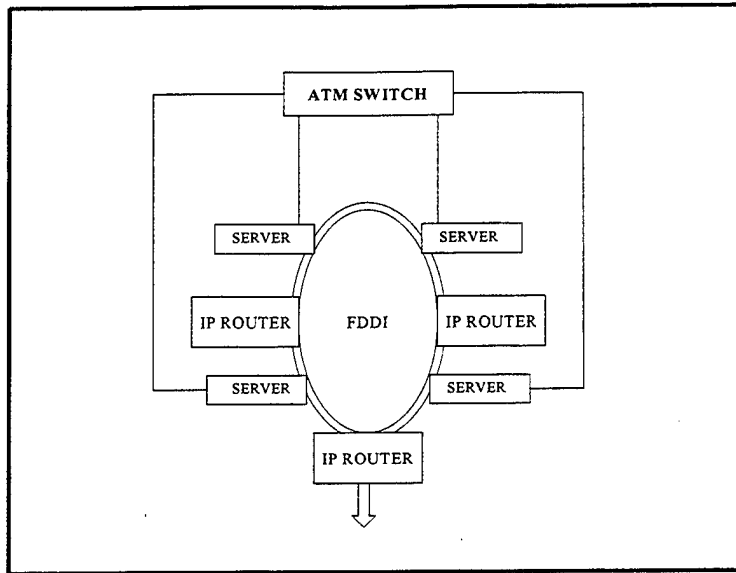 ATM SWITCH
SERVER
SERVER
IP ROUTER
FDDI
IP ROUTER
SERVER
SERVER
IP ROUTER